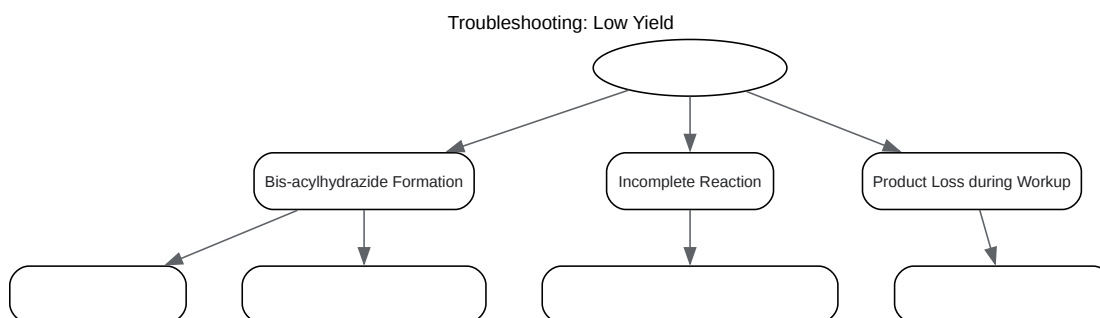 Troubleshooting: Low Yield
Bis-acylhydrazide Formation
Incomplete Reaction
Product Loss during Workup